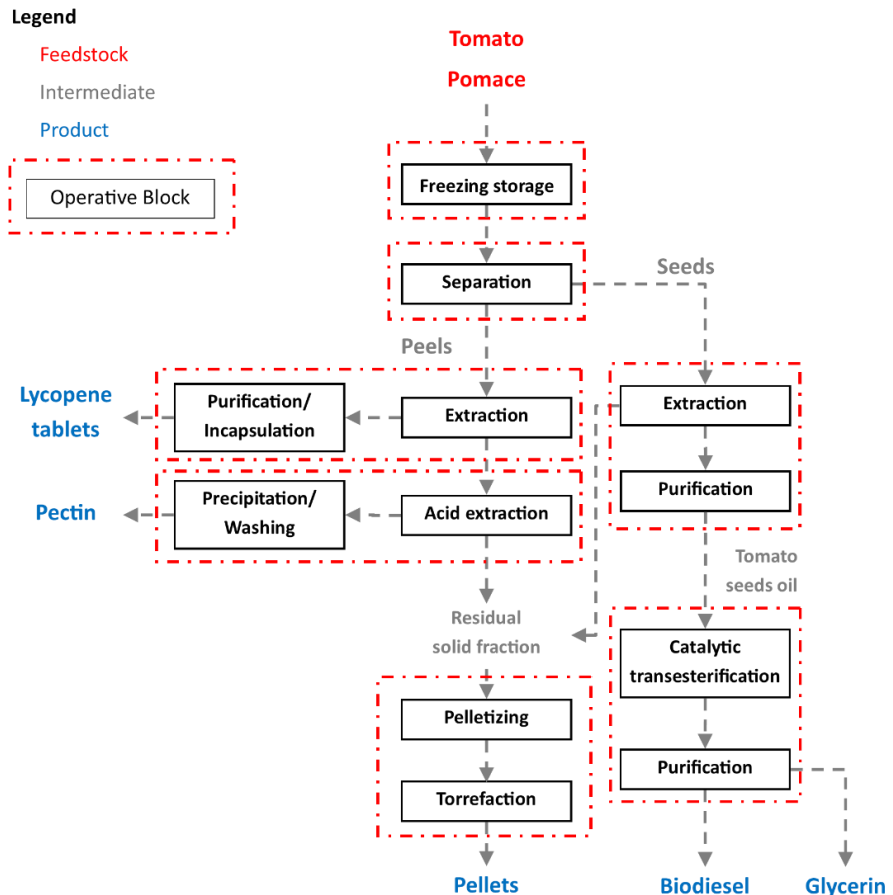 Legend
Feedstock
Intermediate
Product
Operative Block
Tomato
Pomace
Freezing storage
Separation
Seeds
Peels
Lycopene
tablets
Purification/
Incapsulation
Extraction
Extraction
Pectin
Precipitation/
Washing
Acid extraction
Purification
Tomato
seeds oil
Residual
solid fraction
Catalytic
transesterification
Pelletizing
Purification
Torrefaction
Pellets
Biodiesel
Glycerin